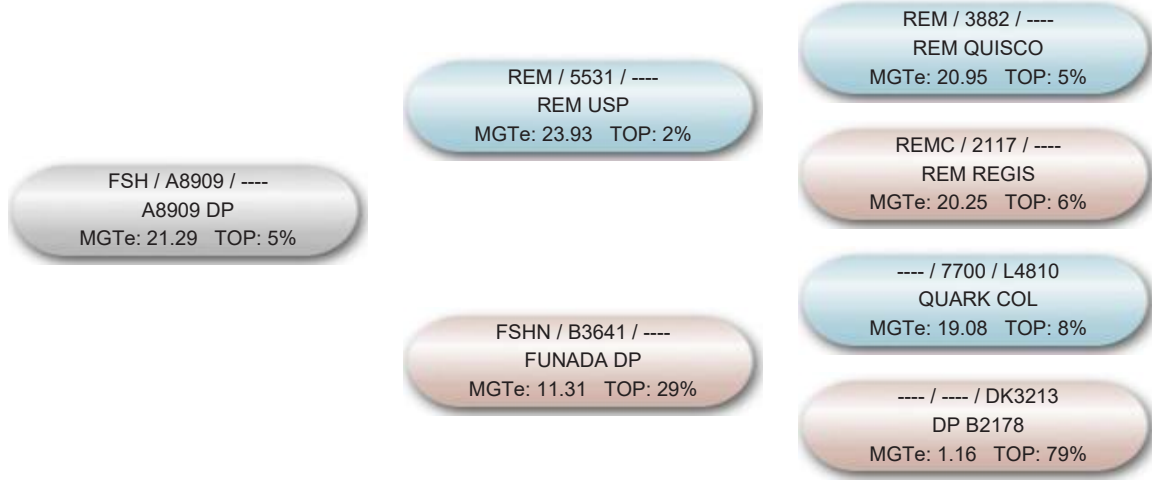 FSH / A8909 / ----
A8909 DP
MGTe: 21.29 TOP: 5%
REM / 5531 / ----
REM USP
MGTe: 23.93 TOP: 2%
FSHN / B3641 / ----
FUNADA DP
MGTe: 11.31 TOP: 29%
REM / 3882 / ----
REM QUISCO
MGTe: 20.95 TOP: 5%
REMC / 2117 / ----
REM REGIS
MGTe: 20.25 TOP: 6%
---- / 7700 / L4810
QUARK COL
MGTe: 19.08 TOP: 8%
---- / ---- / DK3213
DP B2178
MGTe: 1.16 TOP: 79%